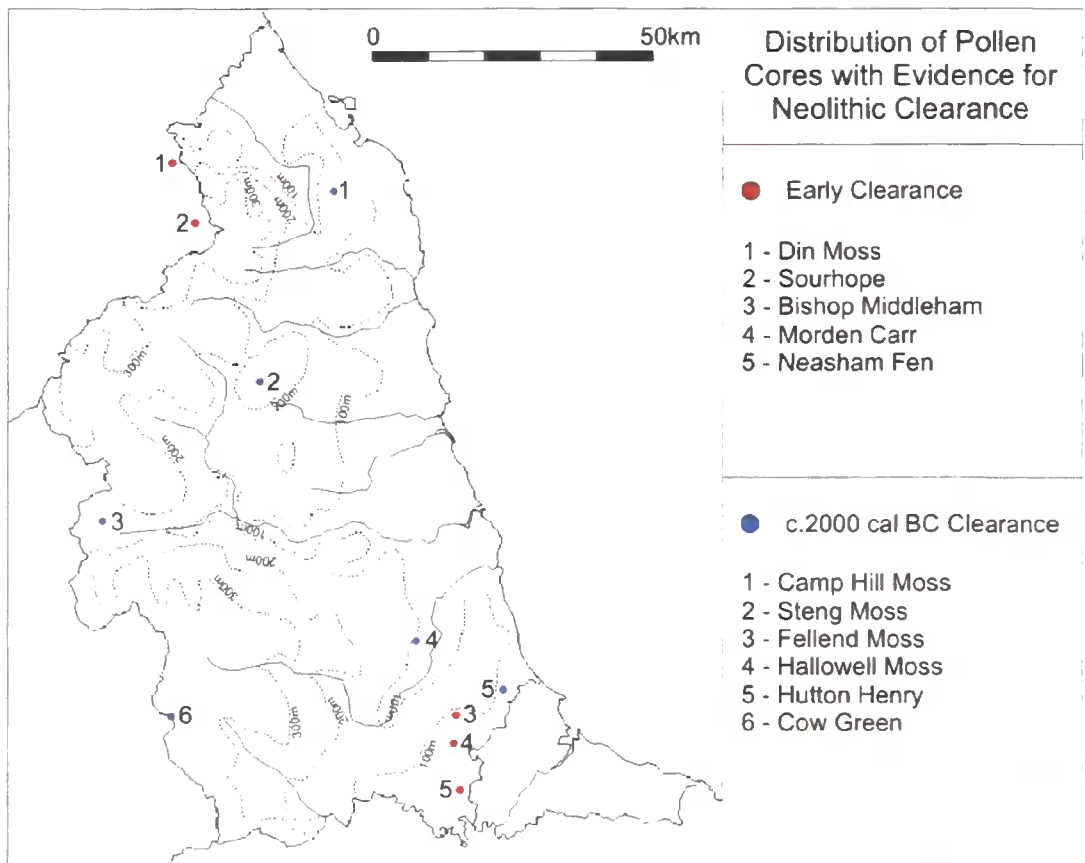 0 50km
Distribution of Pollen
Cores with Evidence for
Neolithic Clearance
Early Clearance
1 - Din Moss
2 - Sourhope
3 - Bishop Middleham
4 - Morden Carr
5 - Neasham Fen
c.2000 cal BC Clearance
1 - Camp Hill Moss
2 - Steng Moss
3 - Fellend Moss
4 - Hallowell Moss
5 - Hutton Henry
6 - Cow Green
1
2
1
100m
200m
300m
300m
2
200m
100m
200m
3
100m
200m
300m
4
5
6
300m
100m
3
4
5